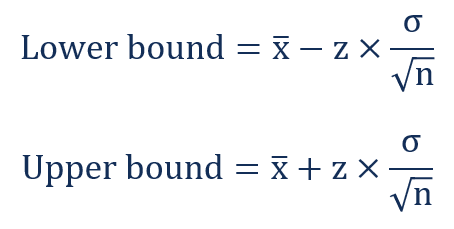 Lower bound = x̄ − z × σ/√n
Upper bound = x̄ + z × σ/√n